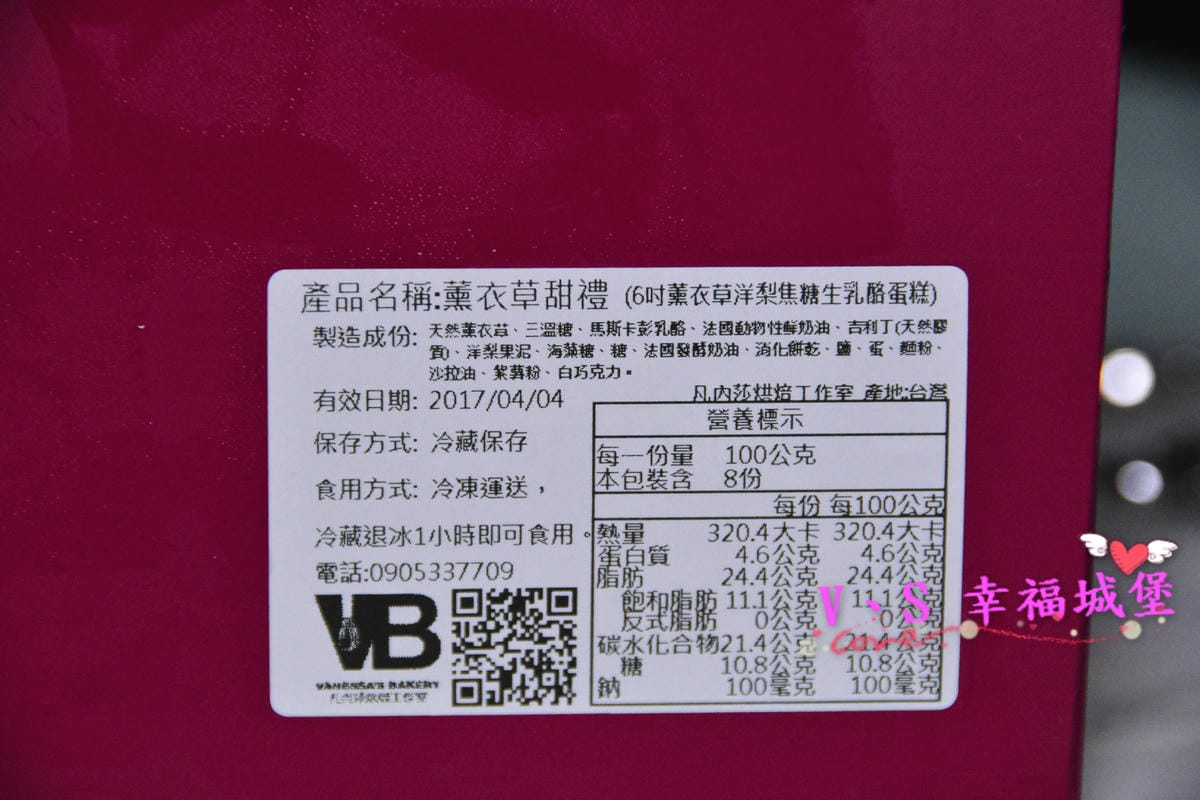 產品名稱:薰衣草甜禮 (6吋薰衣草洋梨焦糖生乳酪蛋糕)
製造成份: 天然薰衣草、三溫糖、馬斯卡彭乳酪、法國動物性鮮奶油、吉利丁(天然膠
質)、洋梨果泥、海藻糖、糖、法國發酵奶油、消化餅乾、鹽、蛋、麵粉、
沙拉油、紫薯粉、白巧克力。
有效日期: 2017/04/04
凡內莎烘焙工作室 產地:台灣
保存方式: 冷藏保存
食用方式: 冷凍運送,
冷藏退冰1小時即可食用。
電話:0905337709
VB
VANESSA'S BAKERY
凡內莎烘焙工作室
營養標示
每一份量 100公克
本包裝含 8份
每份 每100公克
熱量 320.4大卡 320.4大卡
蛋白質 4.6公克 4.6公克
脂肪 24.4公克 24.4公克
飽和脂肪 11.1公克 11.1公克
反式脂肪 0公克 0公克
碳水化合物21.4公克 21.4公克
糖 10.8公克 10.8公克
鈉 100毫克 100毫克
V、S 幸福城堡